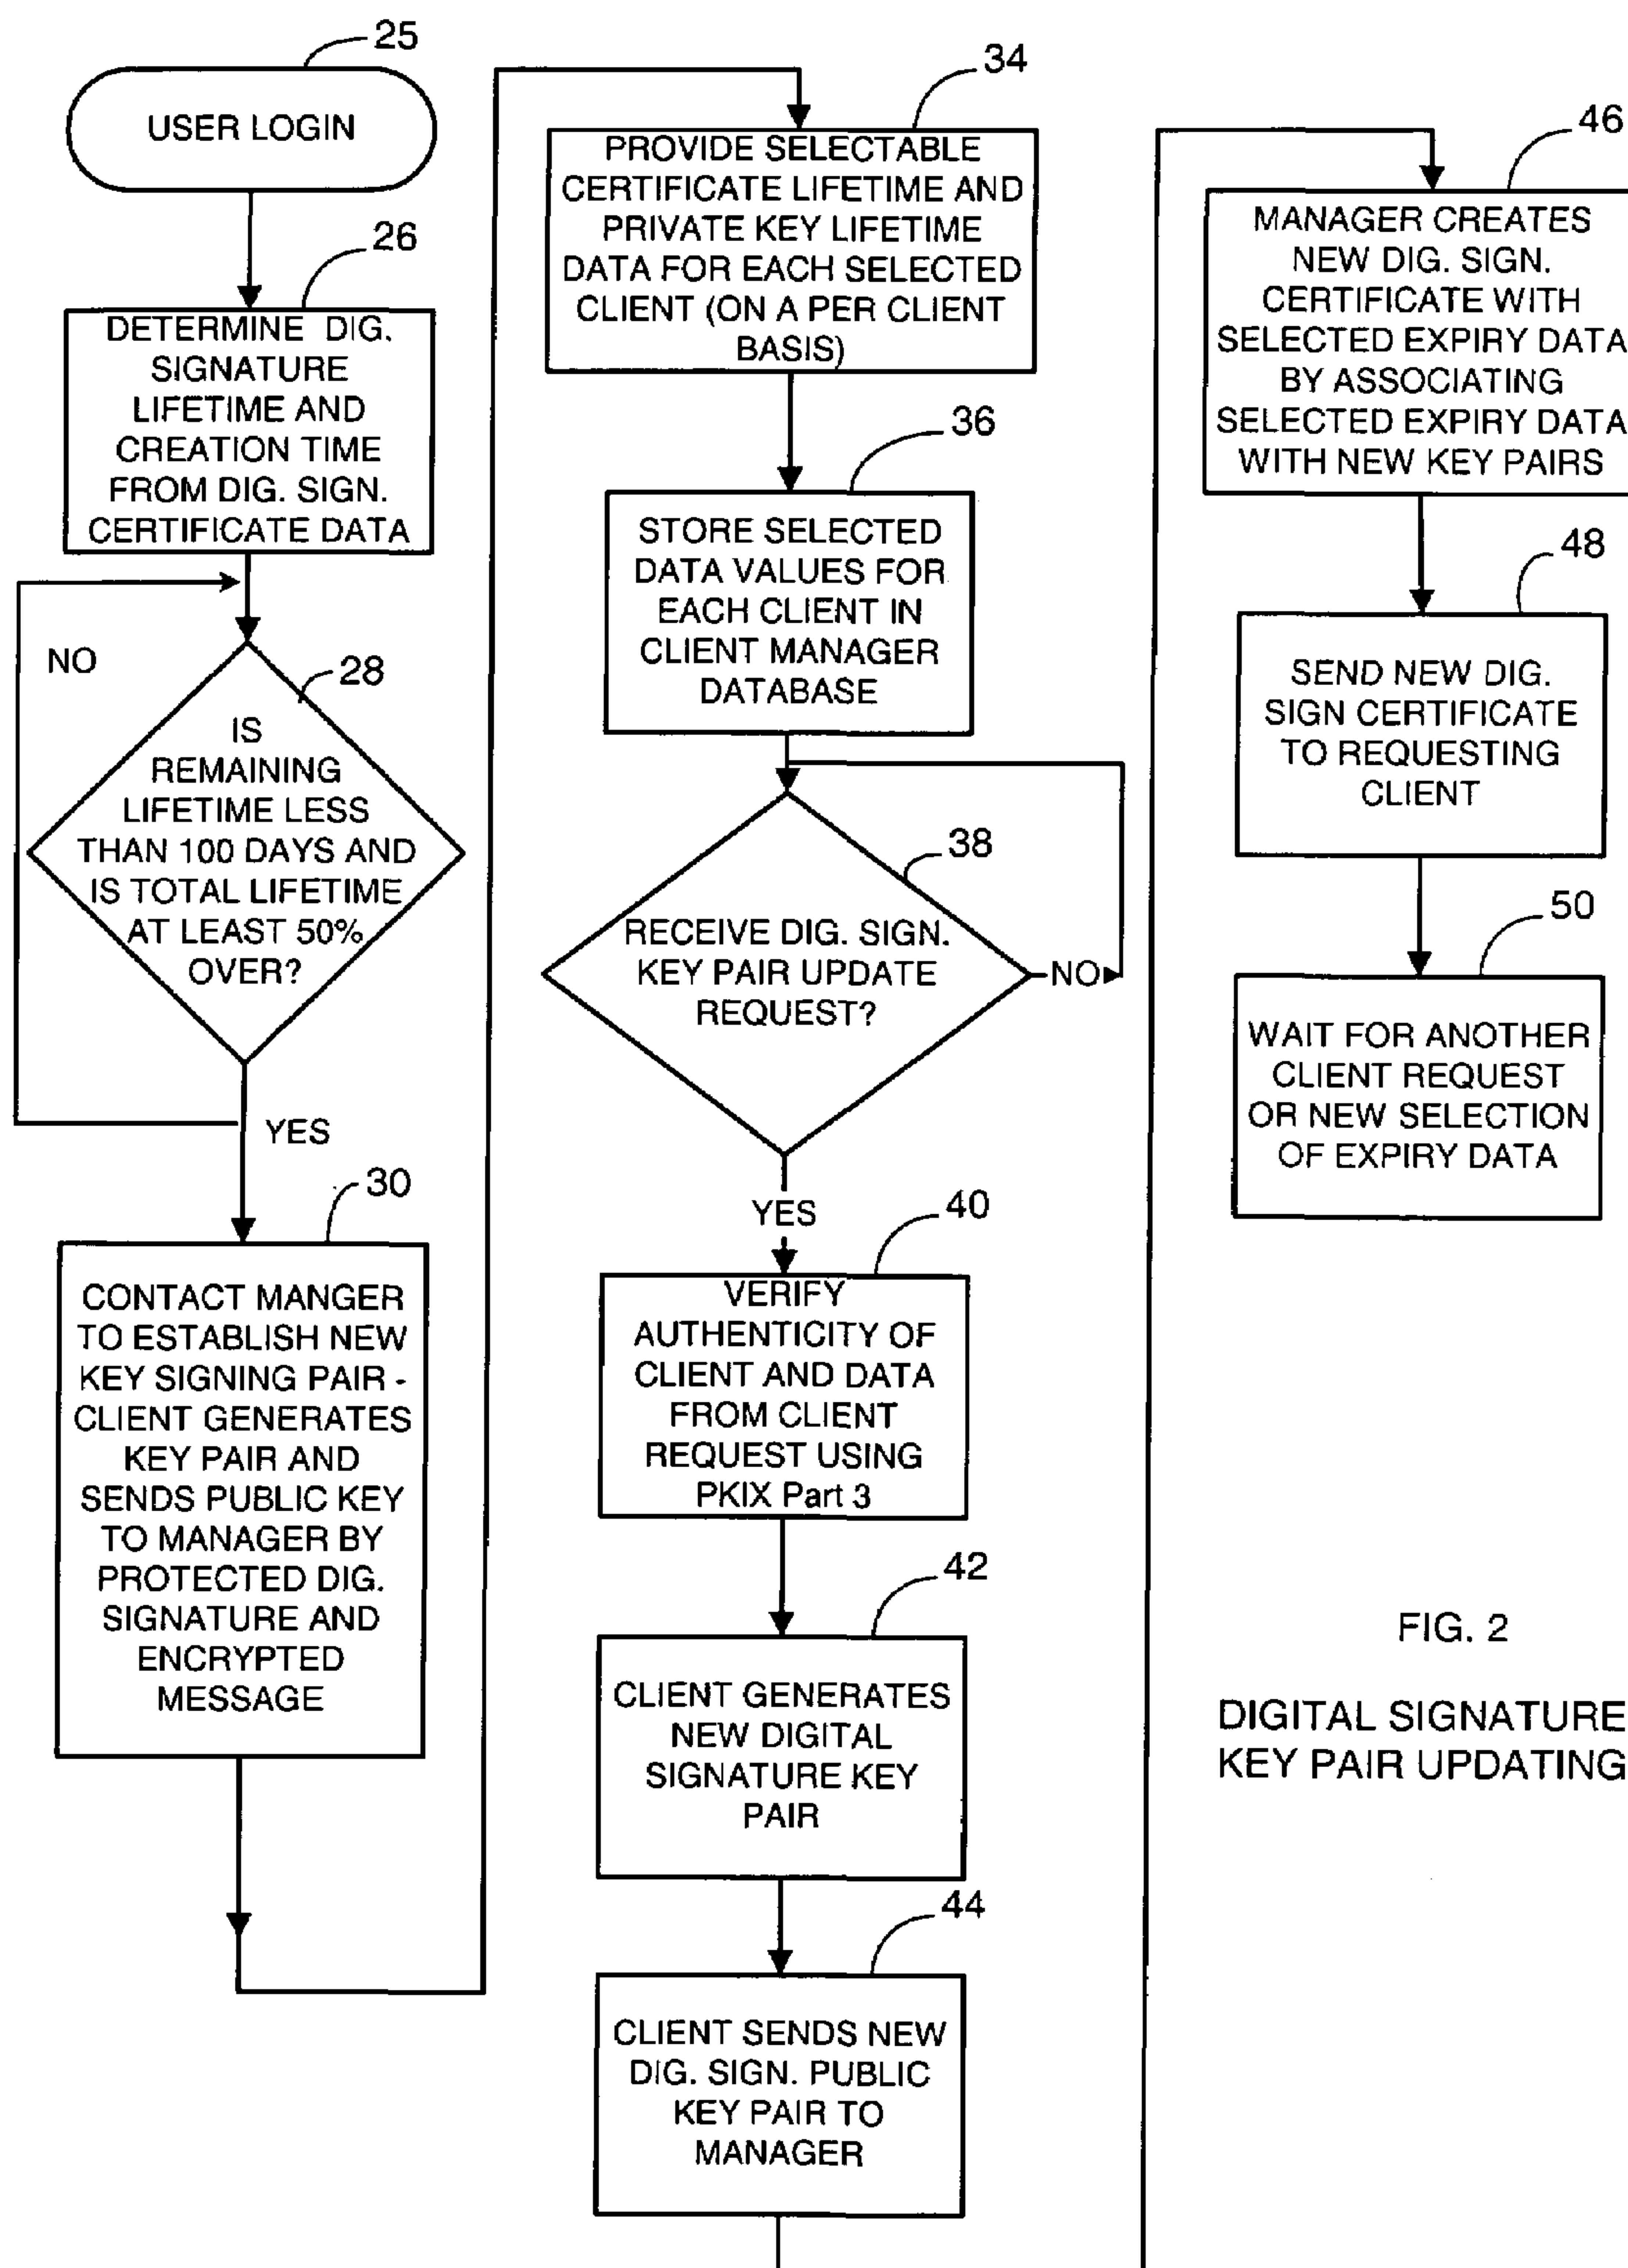 25
USER LOGIN
26
DETERMINE DIG.
SIGNATURE
LIFETIME AND
CREATION TIME
FROM DIG. SIGN.
CERTIFICATE DATA
NO
28
IS
REMAINING
LIFETIME LESS
THAN 100 DAYS AND
IS TOTAL LIFETIME
AT LEAST 50%
OVER?
YES
30
CONTACT MANGER
TO ESTABLISH NEW
KEY SIGNING PAIR -
CLIENT GENERATES
KEY PAIR AND
SENDS PUBLIC KEY
TO MANAGER BY
PROTECTED DIG.
SIGNATURE AND
ENCRYPTED
MESSAGE
34
PROVIDE SELECTABLE
CERTIFICATE LIFETIME AND
PRIVATE KEY LIFETIME
DATA FOR EACH SELECTED
CLIENT (ON A PER CLIENT
BASIS)
36
STORE SELECTED
DATA VALUES FOR
EACH CLIENT IN
CLIENT MANAGER
DATABASE
38
RECEIVE DIG. SIGN.
KEY PAIR UPDATE
REQUEST?
NO
YES
40
VERIFY
AUTHENTICITY OF
CLIENT AND DATA
FROM CLIENT
REQUEST USING
PKIX Part 3
42
CLIENT GENERATES
NEW DIGITAL
SIGNATURE KEY
PAIR
44
CLIENT SENDS NEW
DIG. SIGN. PUBLIC
KEY PAIR TO
MANAGER
46
MANAGER CREATES
NEW DIG. SIGN.
CERTIFICATE WITH
SELECTED EXPIRY DATA
BY ASSOCIATING
SELECTED EXPIRY DATA
WITH NEW KEY PAIRS
48
SEND NEW DIG.
SIGN CERTIFICATE
TO REQUESTING
CLIENT
50
WAIT FOR ANOTHER
CLIENT REQUEST
OR NEW SELECTION
OF EXPIRY DATA
FIG. 2
DIGITAL SIGNATURE
KEY PAIR UPDATING